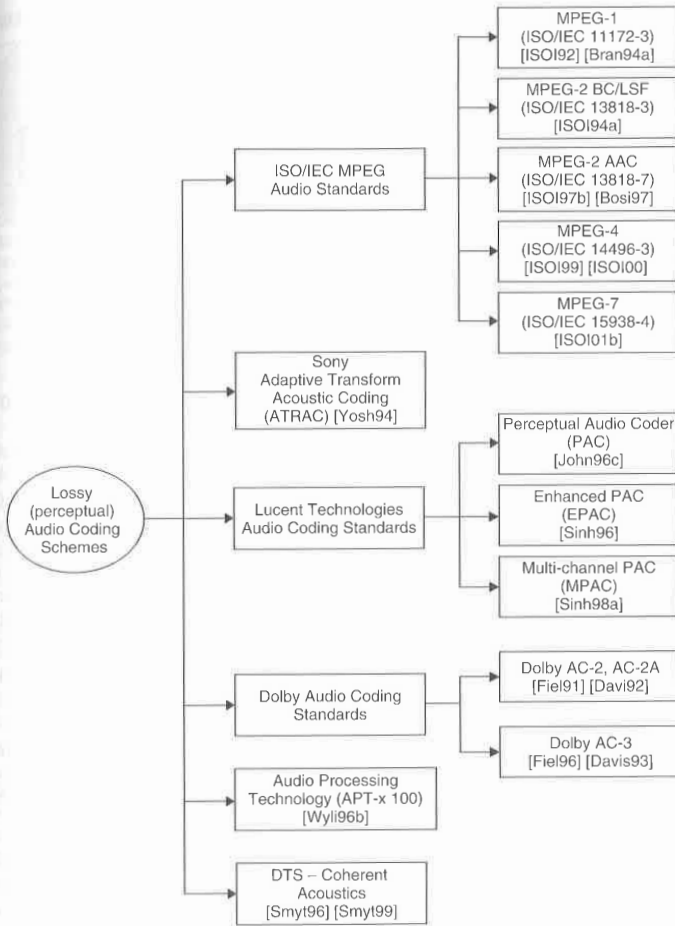 MPEG-1
(ISO/IEC 11172-3)
[ISOI92] [Bran94a]
MPEG-2 BC/LSF
(ISO/IEC 13818-3)
[ISOI94a]
ISO/IEC MPEG
Audio Standards
MPEG-2 AAC
(ISO/IEC 13818-7)
[ISOI97b] [Bosi97]
MPEG-4
(ISO/IEC 14496-3)
[ISOI99] [ISOI00]
MPEG-7
(ISO/IEC 15938-4)
[ISOI01b]
Sony
Adaptive Transform
Acoustic Coding
(ATRAC) [Yosh94]
Lossy
(perceptual)
Audio Coding
Schemes
Lucent Technologies
Audio Coding Standards
Perceptual Audio Coder
(PAC)
[John96c]
Enhanced PAC
(EPAC)
[Sinh96]
Multi-channel PAC
(MPAC)
[Sinh98a]
Dolby Audio Coding
Standards
Dolby AC-2, AC-2A
[Fiel91] [Davi92]
Dolby AC-3
[Fiel96] [Davis93]
Audio Processing
Technology (APT-x 100)
[Wyli96b]
DTS – Coherent
Acoustics
[Smyt96] [Smyt99]